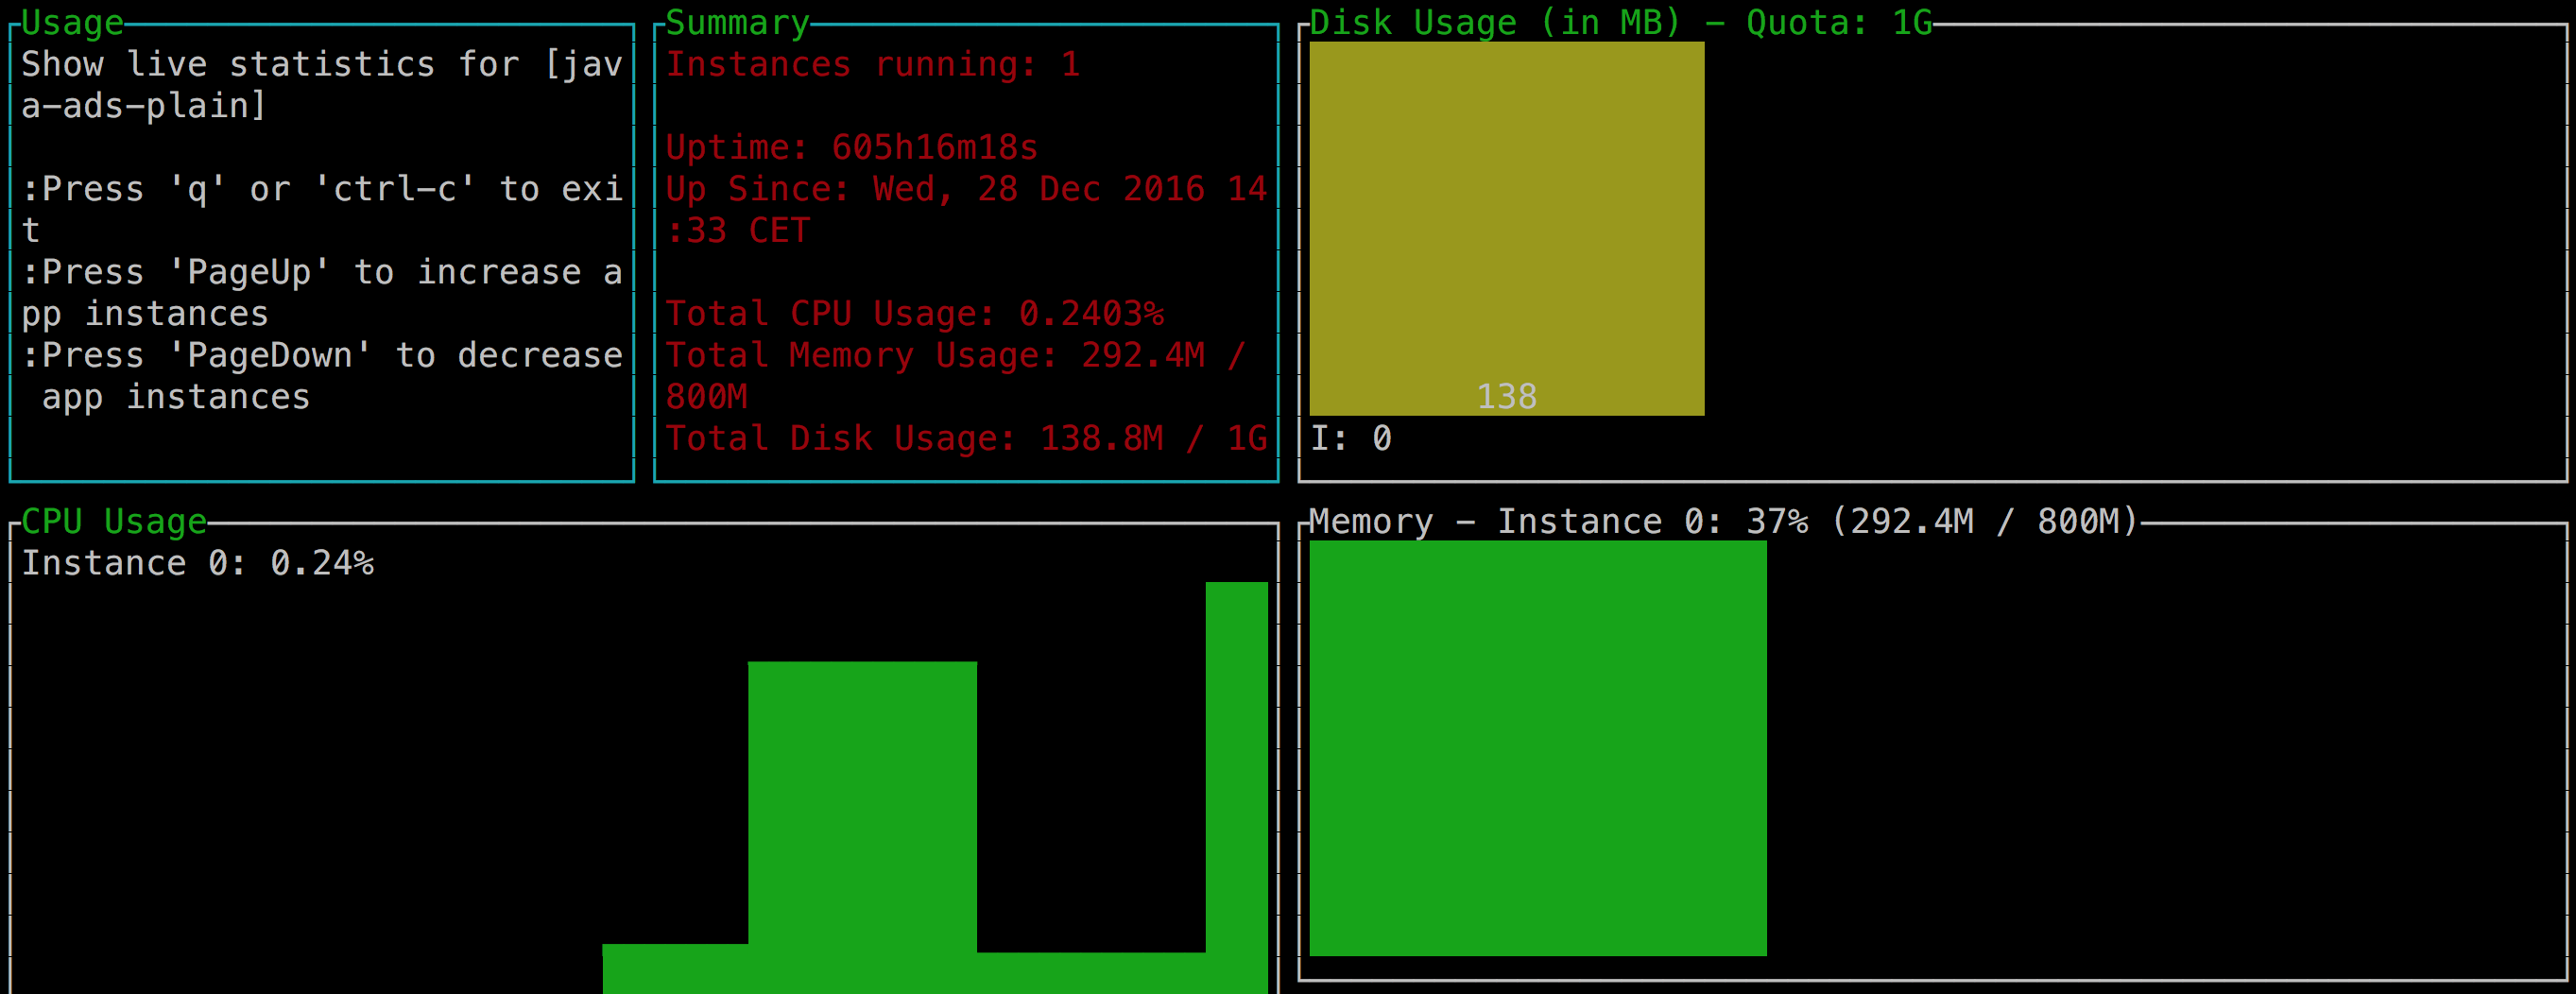 Usage
Show live statistics for [jav
a-ads-plain]
:Press 'q' or 'ctrl-c' to exi
t
:Press 'PageUp' to increase a
pp instances
:Press 'PageDown' to decrease
 app instances
Summary
Instances running: 1
Uptime: 605h16m18s
Up Since: Wed, 28 Dec 2016 14
:33 CET
Total CPU Usage: 0.2403%
Total Memory Usage: 292.4M /
800M
Total Disk Usage: 138.8M / 1G
Disk Usage (in MB) - Quota: 1G
138
I: 0
CPU Usage
Instance 0: 0.24%
Memory - Instance 0: 37% (292.4M / 800M)